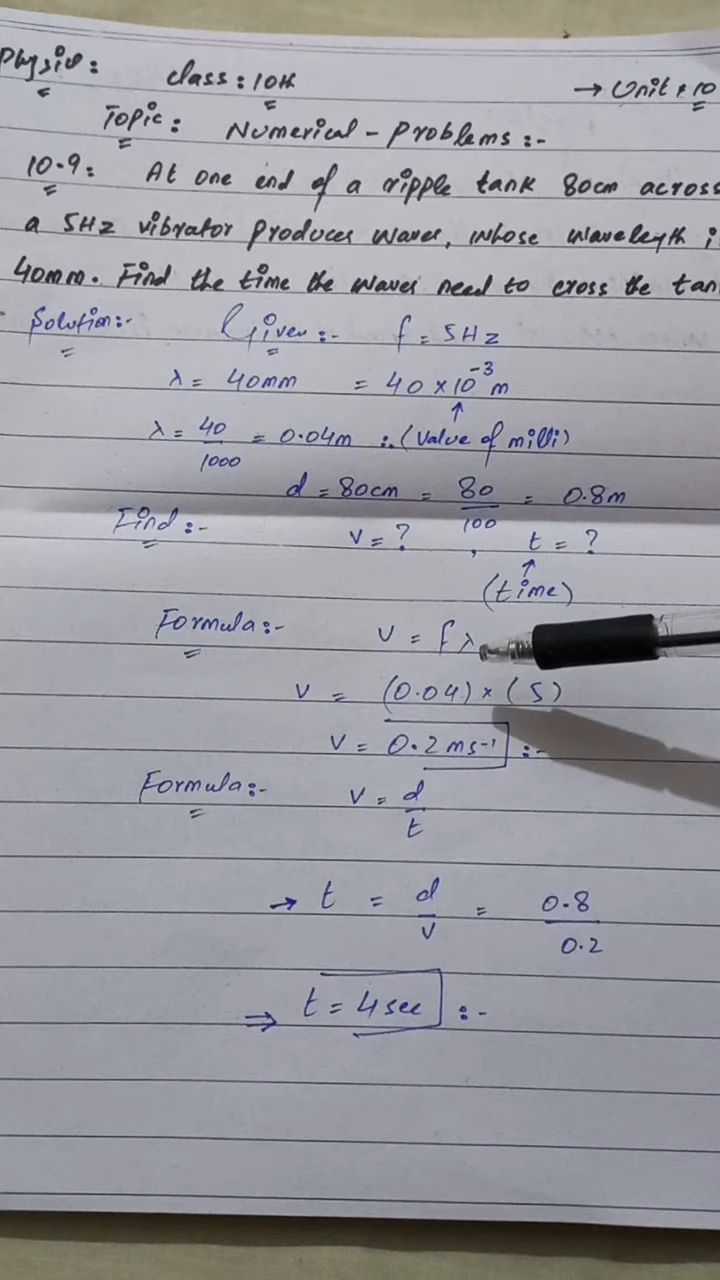 Physics: class: 10th → Unit # 10
Topic: Numerical - Problems :-
10.9: At one end of a ripple tank 80cm across
a 5Hz vibrator produces waves, whose wavelength i
40mm. Find the time the waves need to cross the tan
Solution:- Given:- f = 5Hz
λ = 40mm = 40 × 10⁻³ m
λ = 40/1000 = 0.04m ∴ (value of milli)
d = 80cm = 80/100 = 0.8m
Find:- v = ? , t = ?
(time)
Formula:- v = fλ
v = (0.04) × (5)
v = 0.2 ms⁻¹ :-
Formula:- v = d/t
→ t = d/v = 0.8/0.2
⇒ t = 4 sec :-